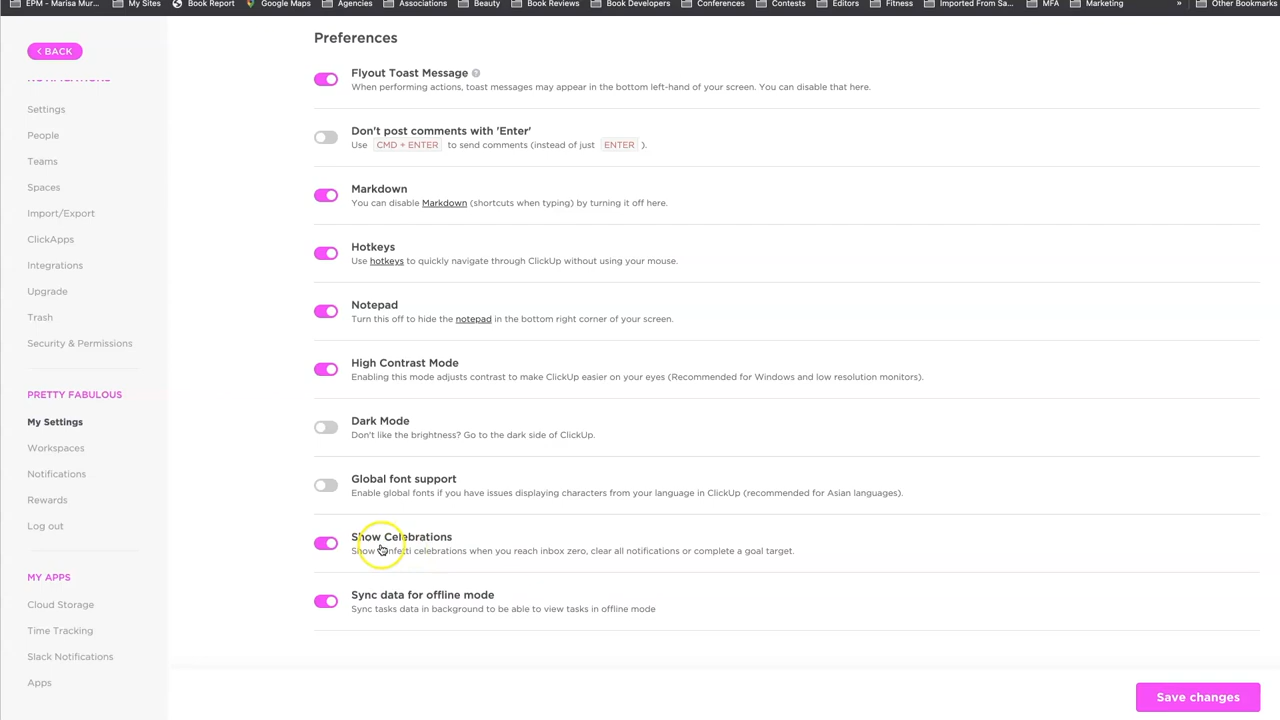 EPM - Marisa Mur... My Sites Book Report Google Maps Agencies Associations Beauty Book Reviews Book Developers Conferences Contests Editors Fitness Imported From Sa... MFA Marketing » Other Bookmarks
< BACK
NOTIFICATIONS
Settings
People
Teams
Spaces
Import/Export
ClickApps
Integrations
Upgrade
Trash
Security & Permissions
PRETTY FABULOUS
My Settings
Workspaces
Notifications
Rewards
Log out
MY APPS
Cloud Storage
Time Tracking
Slack Notifications
Apps
Preferences
Flyout Toast Message ?
When performing actions, toast messages may appear in the bottom left-hand of your screen. You can disable that here.
Don't post comments with 'Enter'
Use CMD + ENTER to send comments (instead of just ENTER ).
Markdown
You can disable Markdown (shortcuts when typing) by turning it off here.
Hotkeys
Use hotkeys to quickly navigate through ClickUp without using your mouse.
Notepad
Turn this off to hide the notepad in the bottom right corner of your screen.
High Contrast Mode
Enabling this mode adjusts contrast to make ClickUp easier on your eyes (Recommended for Windows and low resolution monitors).
Dark Mode
Don't like the brightness? Go to the dark side of ClickUp.
Global font support
Enable global fonts if you have issues displaying characters from your language in ClickUp (recommended for Asian languages).
Show Celebrations
Show confetti celebrations when you reach inbox zero, clear all notifications or complete a goal target.
Sync data for offline mode
Sync tasks data in background to be able to view tasks in offline mode
Save changes